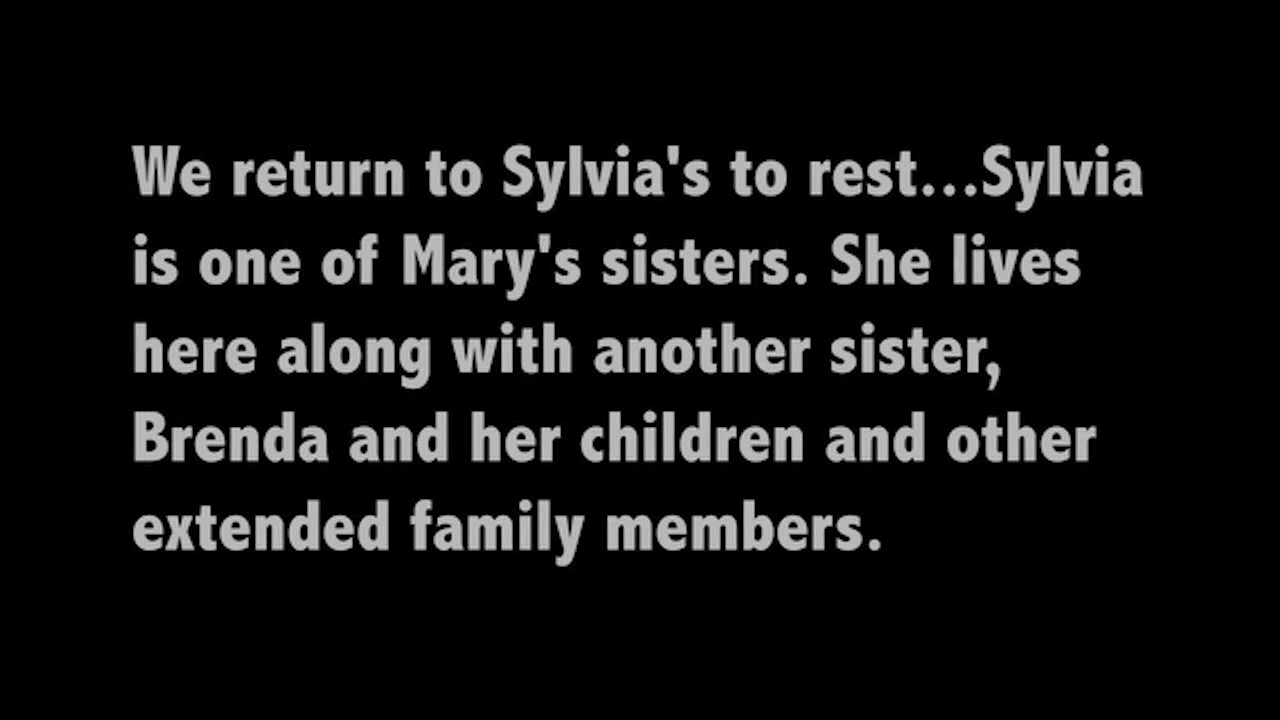 We return to Sylvia's to rest...Sylvia
is one of Mary's sisters. She lives
here along with another sister,
Brenda and her children and other
extended family members.